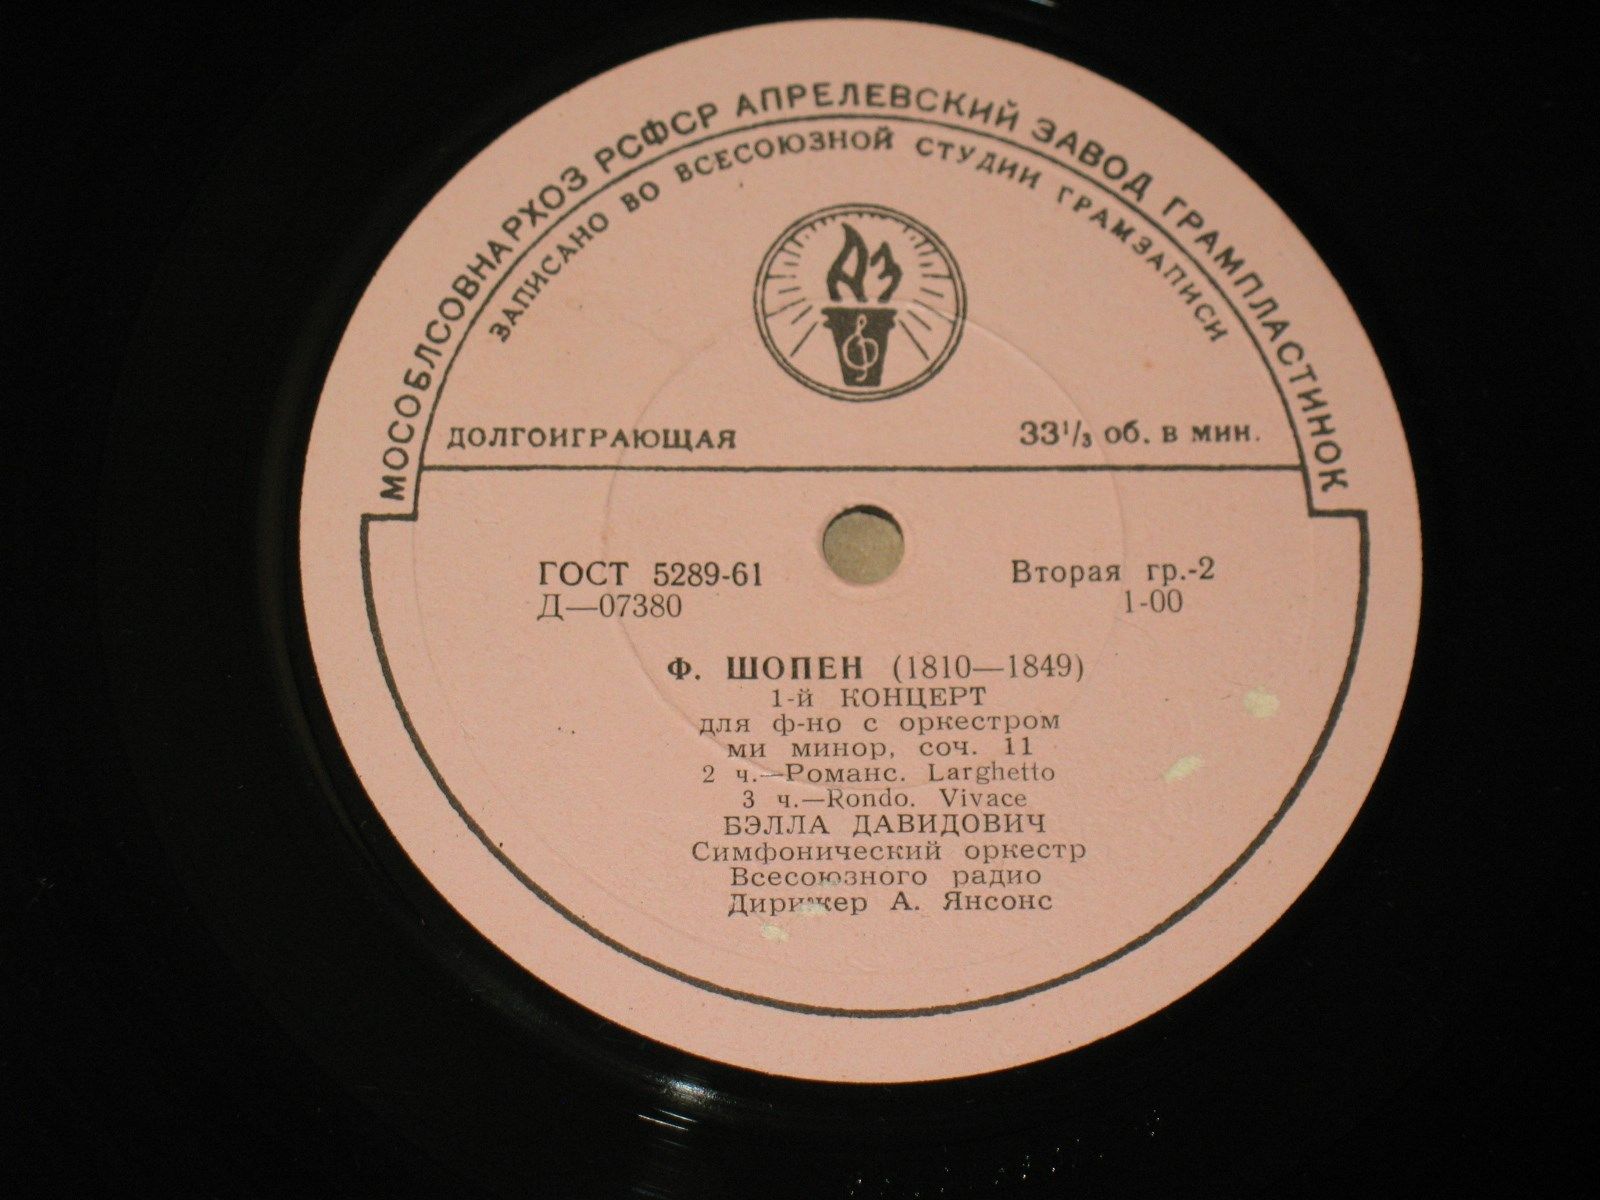 МОСОБЛСОВНАРХОЗ РСФСР АПРЕЛЕВСКИЙ ЗАВОД ГРАМПЛАСТИНОК
ЗАПИСАНО ВО ВСЕСОЮЗНОЙ СТУДИИ ГРАМЗАПИСИ
АЗ
ДОЛГОИГРАЮЩАЯ 33¹/₃ об. в мин.
ГОСТ 5289-61 Вторая гр.-2
Д—07380 1-00
Ф. ШОПЕН (1810—1849)
1-й КОНЦЕРТ
для ф-но с оркестром
ми минор, соч. 11
2 ч.—Романс. Larghetto
3 ч.—Rondo. Vivace
БЭЛЛА ДАВИДОВИЧ
Симфонический оркестр
Всесоюзного радио
Дирижер А. ЯНСОНС